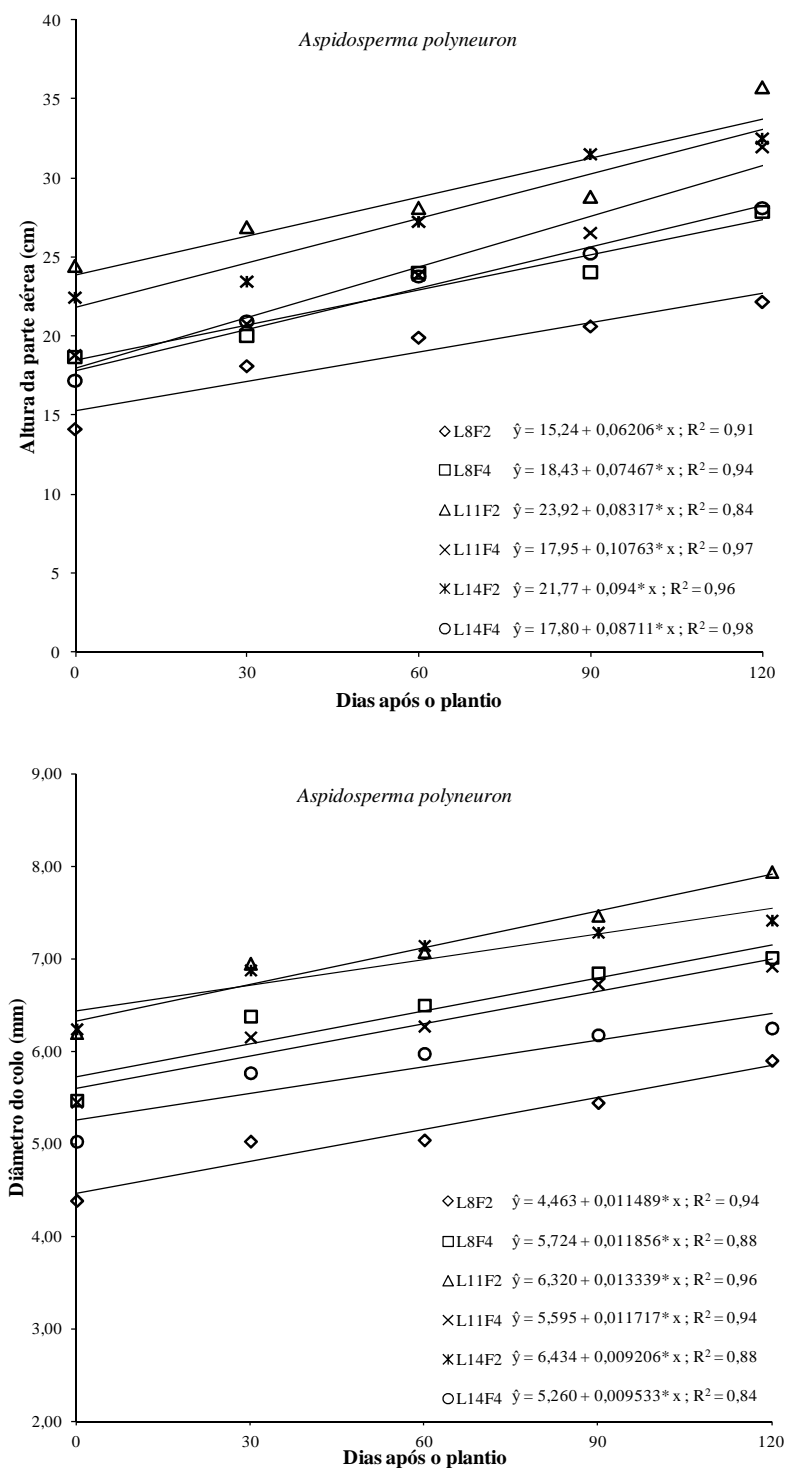 Aspidosperma polyneuron
Altura da parte aérea (cm)
40
35
30
25
20
15
10
5
0
L8F2 ŷ = 15,24 + 0,06206* x ; R² = 0,91
L8F4 ŷ = 18,43 + 0,07467* x ; R² = 0,94
L11F2 ŷ = 23,92 + 0,08317* x ; R² = 0,84
L11F4 ŷ = 17,95 + 0,10763* x ; R² = 0,97
L14F2 ŷ = 21,77 + 0,094* x ; R² = 0,96
L14F4 ŷ = 17,80 + 0,08711* x ; R² = 0,98
0 30 60 90 120
Dias após o plantio
Aspidosperma polyneuron
Diâmetro do colo (mm)
9,00
8,00
7,00
6,00
5,00
4,00
3,00
2,00
L8F2 ŷ = 4,463 + 0,011489* x ; R² = 0,94
L8F4 ŷ = 5,724 + 0,011856* x ; R² = 0,88
L11F2 ŷ = 6,320 + 0,013339* x ; R² = 0,96
L11F4 ŷ = 5,595 + 0,011717* x ; R² = 0,94
L14F2 ŷ = 6,434 + 0,009206* x ; R² = 0,88
L14F4 ŷ = 5,260 + 0,009533* x ; R² = 0,84
0 30 60 90 120
Dias após o plantio